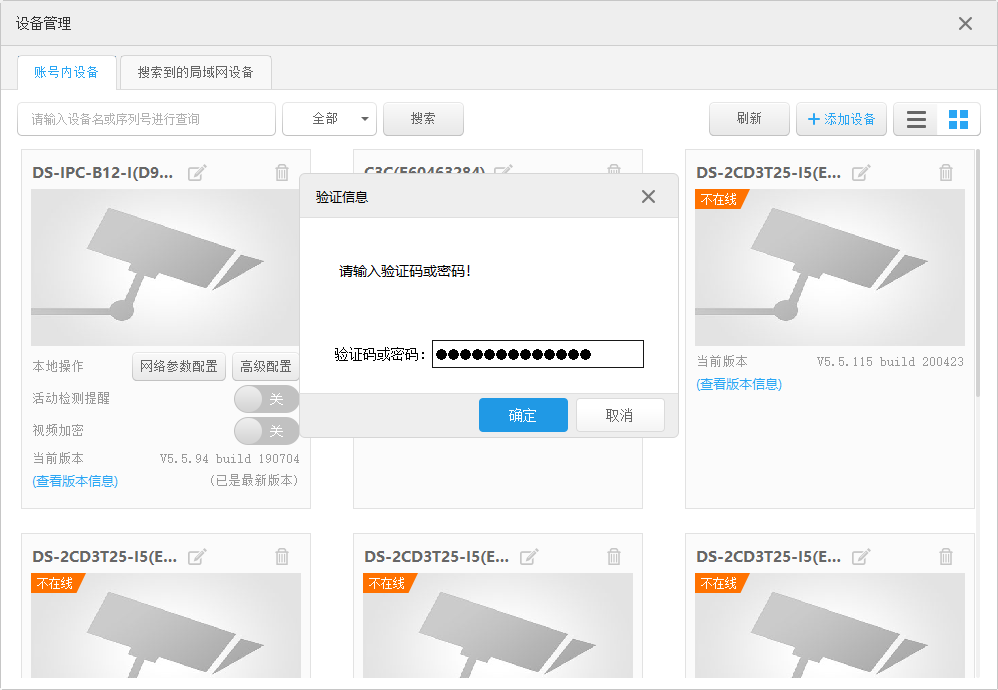 设备管理
账号内设备
搜索到的局域网设备
请输入设备名或序列号进行查询
全部
搜索
刷新
+ 添加设备
DS-IPC-B12-I(D9...
C3C(E60463284)
DS-2CD3T25-I5(E...
不在线
验证信息
请输入验证码或密码!
验证码或密码: ●●●●●●●●●●●●●
确定
取消
本地操作
网络参数配置
高级配置
活动检测提醒
关
视频加密
关
当前版本
V5.5.94 build 190704
(查看版本信息)
(已是最新版本)
当前版本
V5.5.115 build 200423
(查看版本信息)
DS-2CD3T25-I5(E...
不在线
DS-2CD3T25-I5(E...
不在线
DS-2CD3T25-I5(E...
不在线